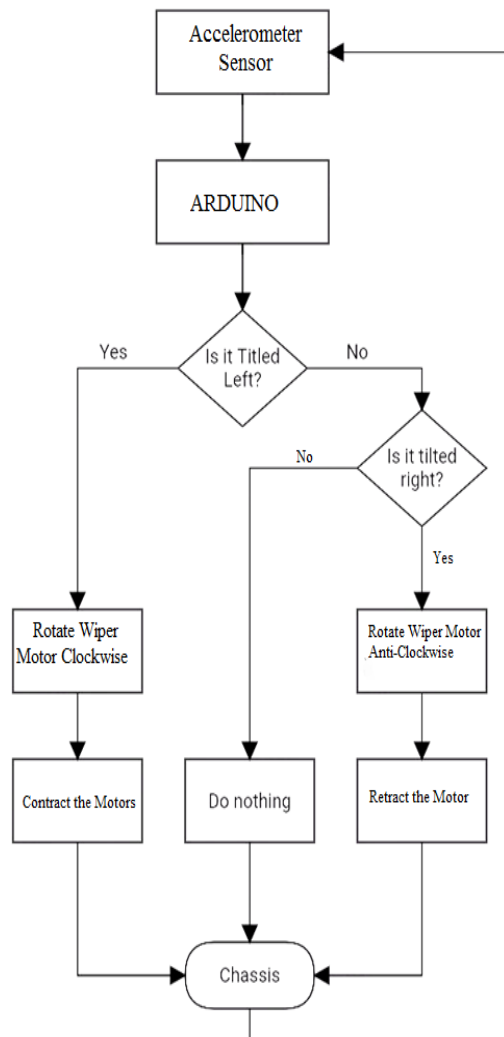 Accelerometer
Sensor
ARDUINO
Yes
Is it Titled
Left?
No
No
Is it tilted
right?
Yes
Rotate Wiper
Motor Clockwise
Rotate Wiper Motor
Anti-Clockwise
Contract the Motors
Do nothing
Retract the Motor
Chassis